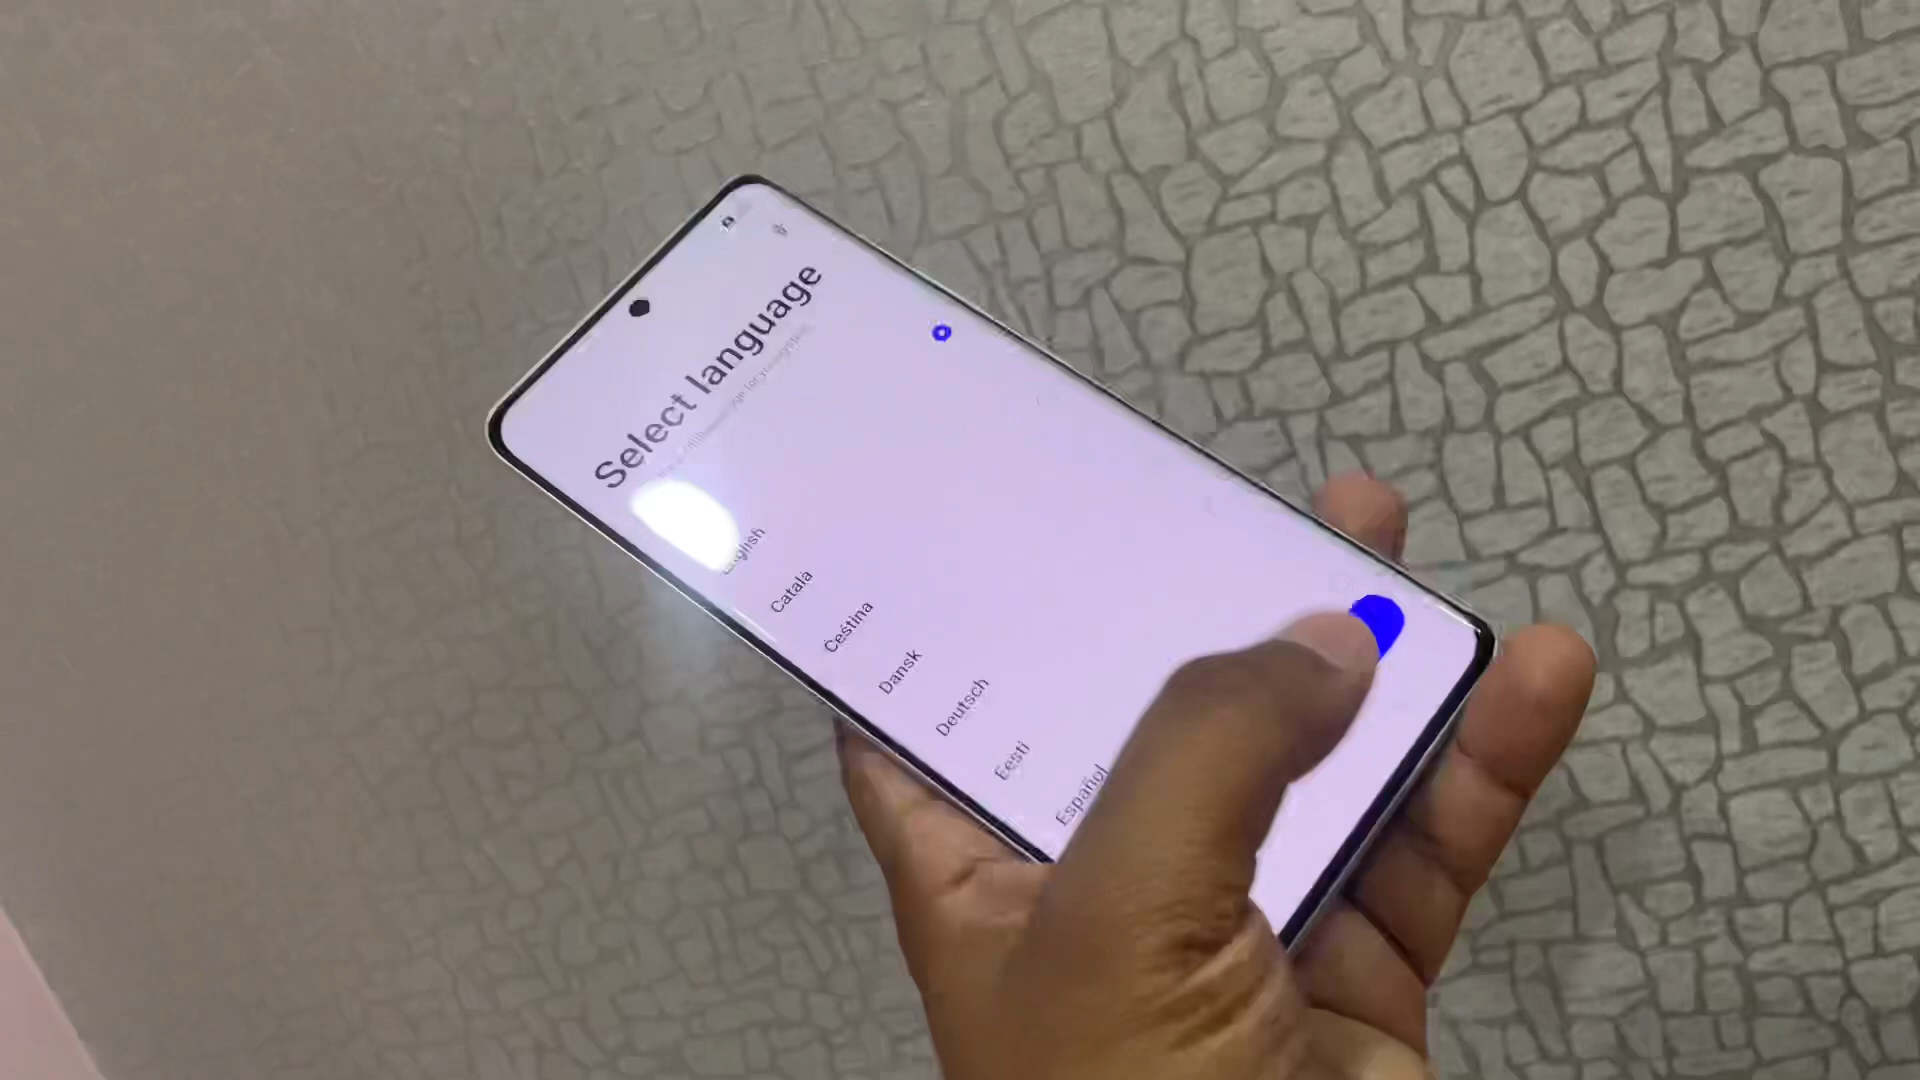 Select language
English
Català
Čeština
Dansk
Deutsch
Eesti
Español